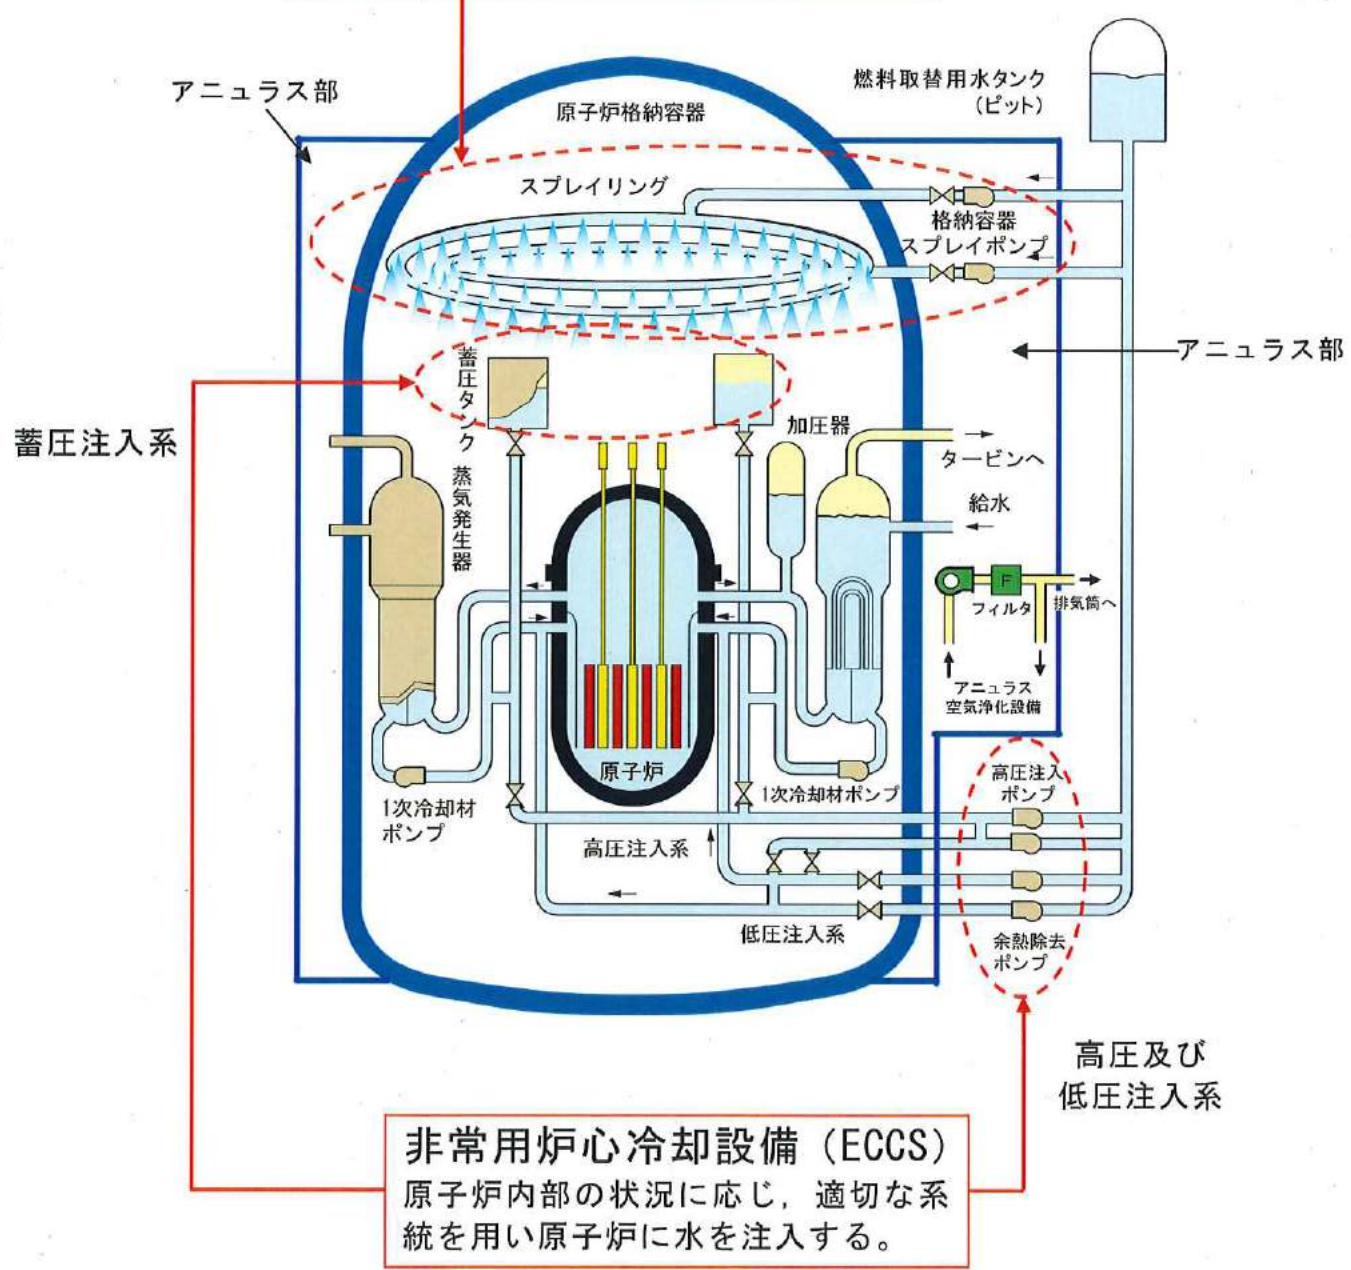 アニュラス部
原子炉格納容器
燃料取替用水タンク
(ピット)
スプレイリング
格納容器
スプレイポンプ
アニュラス部
蓄圧タンク
加圧器
タービンへ
蓄圧注入系
蒸気発生器
給水
F
フィルタ
排気筒へ
アニュラス
空気浄化設備
原子炉
1次冷却材
ポンプ
1次冷却材ポンプ
高圧注入
ポンプ
高圧注入系
低圧注入系
余熱除去
ポンプ
高圧及び
低圧注入系
非常用炉心冷却設備(ECCS)
原子炉内部の状況に応じ,適切な系
統を用い原子炉に水を注入する。